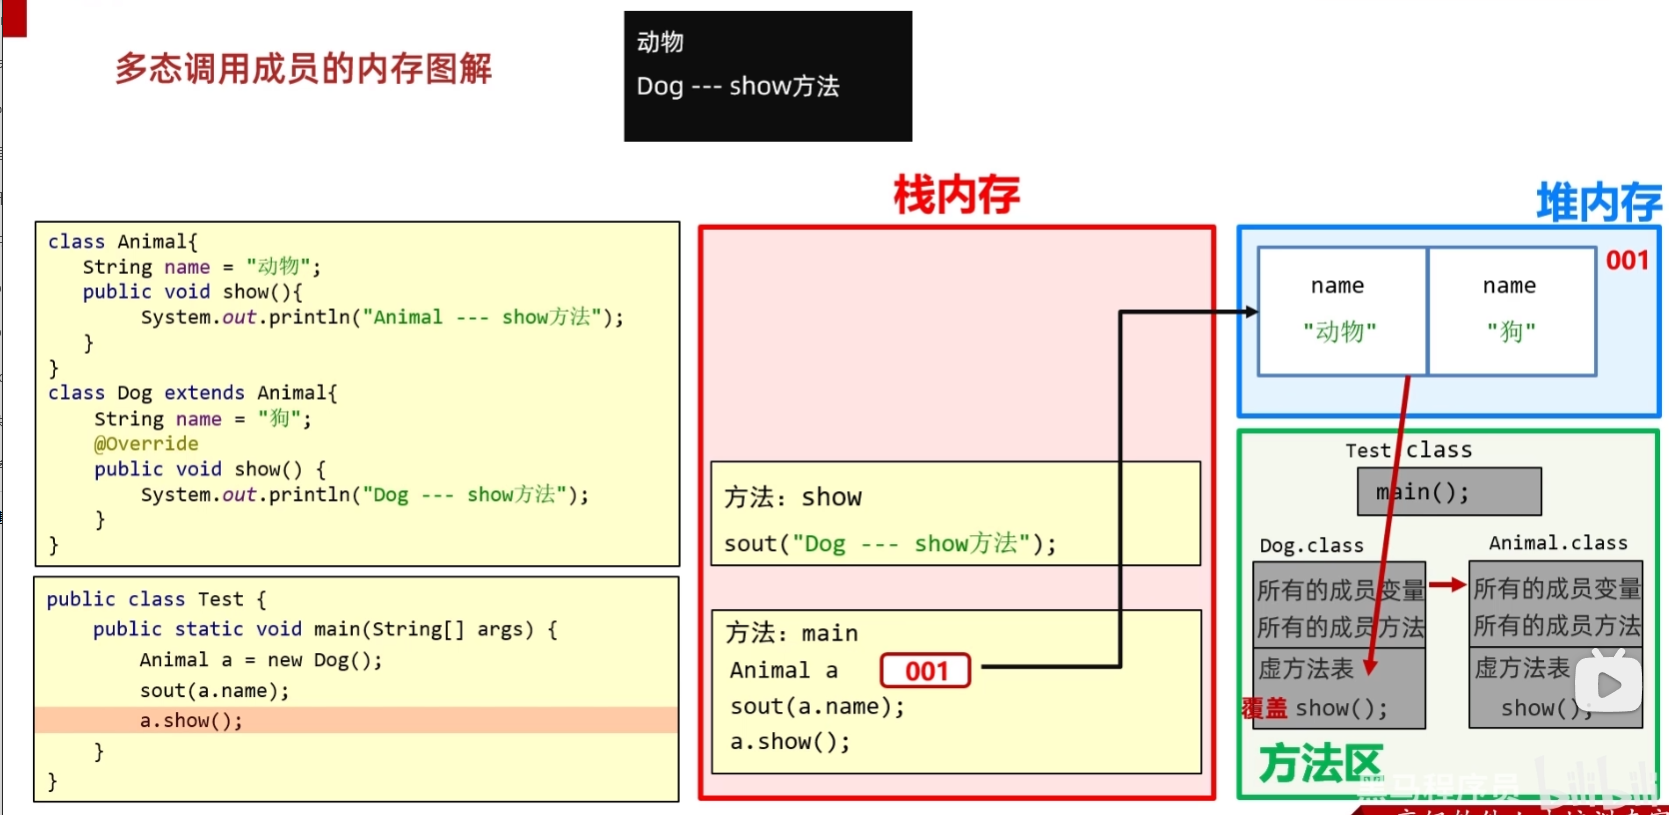 多态调用成员的内存图解
动物
Dog --- show方法
class Animal{
String name = "动物";
public void show(){
System.out.println("Animal --- show方法");
}
}
class Dog extends Animal{
String name = "狗";
@Override
public void show() {
System.out.println("Dog --- show方法");
}
}
public class Test {
public static void main(String[] args) {
Animal a = new Dog();
sout(a.name);
a.show();
}
}
栈内存
方法：show
sout("Dog --- show方法");
方法：main
Animal a 001
sout(a.name);
a.show();
堆内存
001
name name
"动物" "狗"
Test.class
main();
Dog.class
所有的成员变量
所有的成员方法
虚方法表
覆盖 show();
Animal.class
所有的成员变量
所有的成员方法
虚方法表
show();
方法区
黑马程序员 bilibili